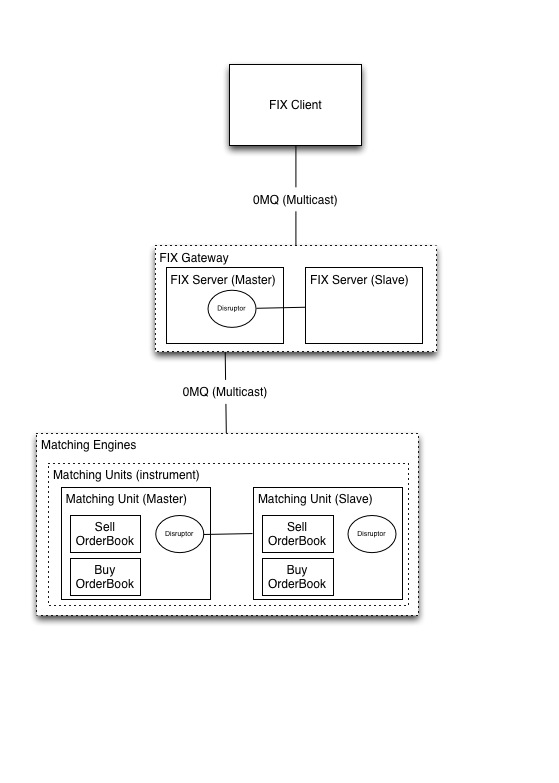 FIX Client
0MQ (Multicast)
FIX Gateway
FIX Server (Master)
Disruptor
FIX Server (Slave)
0MQ (Multicast)
Matching Engines
Matching Units (instrument)
Matching Unit (Master)
Sell
OrderBook
Disruptor
Buy
OrderBook
Matching Unit (Slave)
Sell
OrderBook
Disruptor
Buy
OrderBook